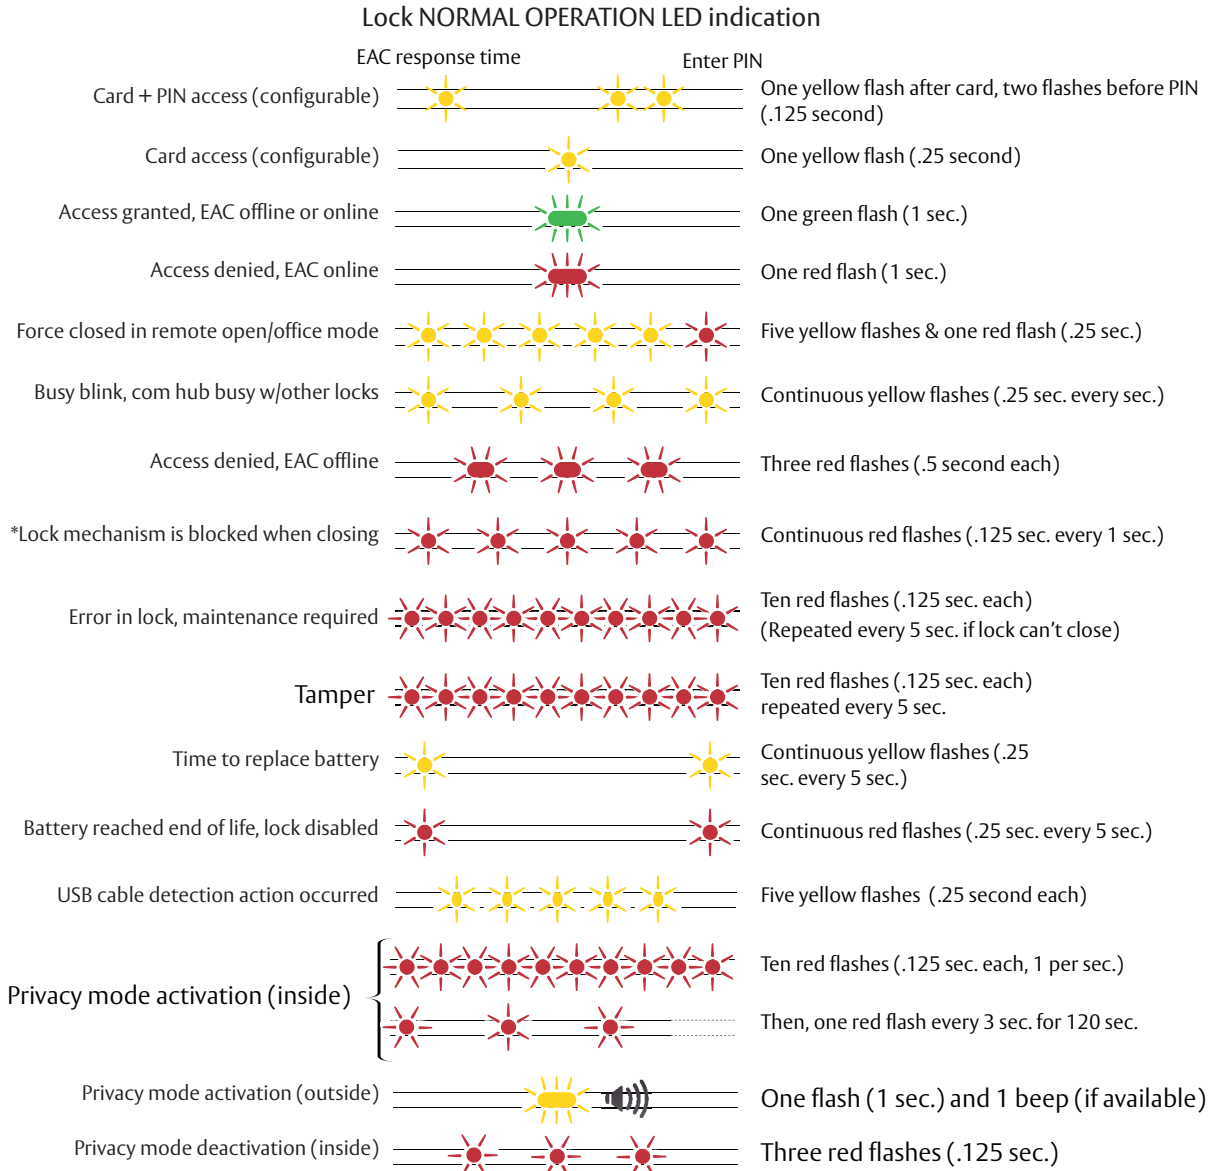 Lock NORMAL OPERATION LED indication
EAC response time
Enter PIN
Card + PIN access (configurable)
One yellow flash after card, two flashes before PIN
(.125 second)
Card access (configurable)
One yellow flash (.25 second)
Access granted, EAC offline or online
One green flash (1 sec.)
Access denied, EAC online
One red flash (1 sec.)
Force closed in remote open/office mode
Five yellow flashes & one red flash (.25 sec.)
Busy blink, com hub busy w/other locks
Continuous yellow flashes (.25 sec. every sec.)
Access denied, EAC offline
Three red flashes (.5 second each)
*Lock mechanism is blocked when closing
Continuous red flashes (.125 sec. every 1 sec.)
Error in lock, maintenance required
Ten red flashes (.125 sec. each)
(Repeated every 5 sec. if lock can't close)
Tamper
Ten red flashes (.125 sec. each)
repeated every 5 sec.
Time to replace battery
Continuous yellow flashes (.25
sec. every 5 sec.)
Battery reached end of life, lock disabled
Continuous red flashes (.25 sec. every 5 sec.)
USB cable detection action occurred
Five yellow flashes (.25 second each)
Privacy mode activation (inside)
Ten red flashes (.125 sec. each, 1 per sec.)
Then, one red flash every 3 sec. for 120 sec.
Privacy mode activation (outside)
One flash (1 sec.) and 1 beep (if available)
Privacy mode deactivation (inside)
Three red flashes (.125 sec.)